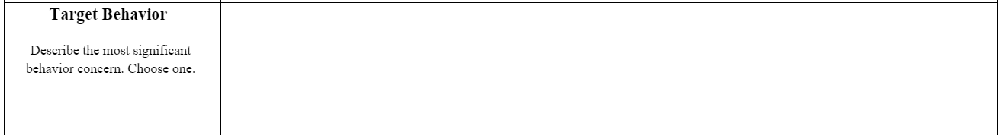 Target Behavior
Describe the most significant
behavior concern. Choose one.